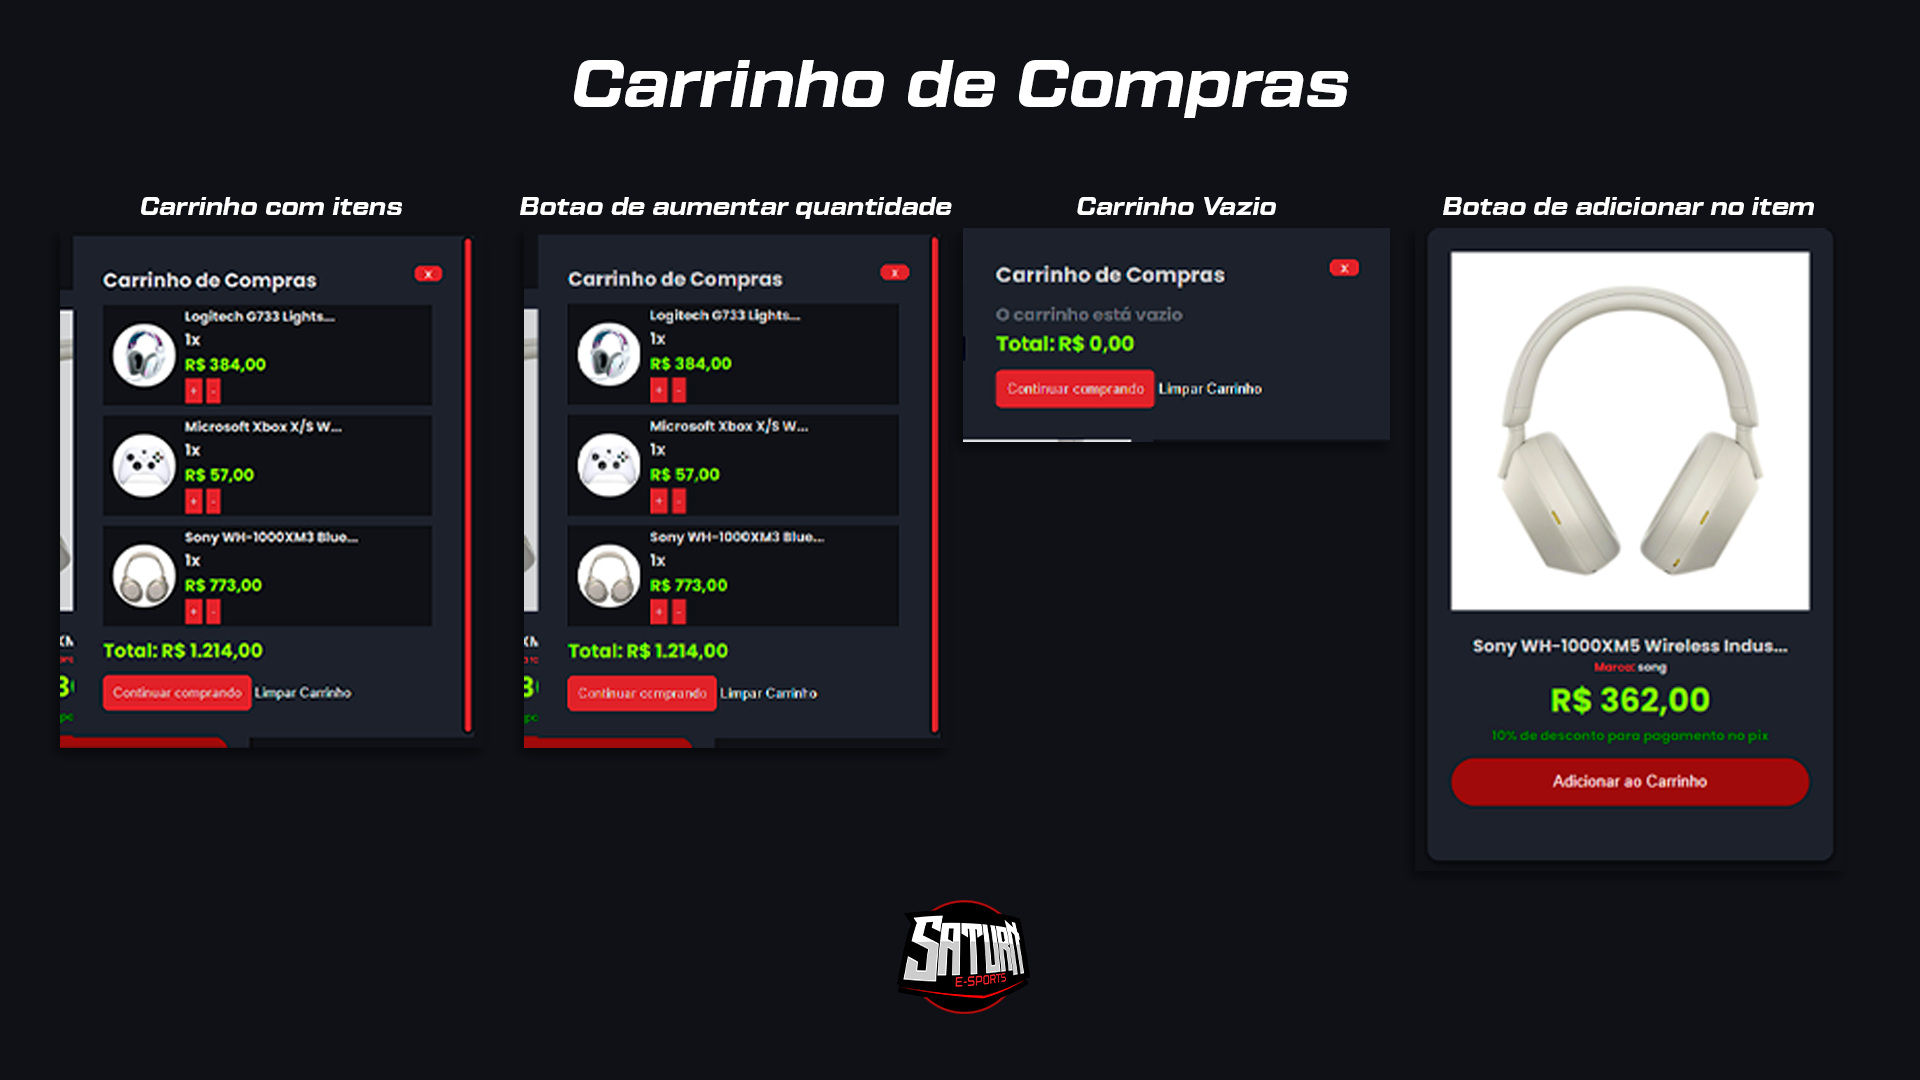 Carrinho de Compras
Carrinho com itens
Carrinho de Compras
x
Logitech G733 Lights...
1x
R$ 384,00
+ -
Microsoft Xbox X/S W...
1x
R$ 57,00
+ -
Sony WH-1000XM3 Blue...
1x
R$ 773,00
+ -
Total: R$ 1.214,00
Continuar comprando Limpar Carrinho
Botao de aumentar quantidade
Carrinho de Compras
x
Logitech G733 Lights...
1x
R$ 384,00
+ -
Microsoft Xbox X/S W...
1x
R$ 57,00
+ -
Sony WH-1000XM3 Blue...
1x
R$ 773,00
+ -
Total: R$ 1.214,00
Continuar comprando Limpar Carrinho
Carrinho Vazio
Carrinho de Compras
x
O carrinho está vazio
Total: R$ 0,00
Continuar comprando Limpar Carrinho
Botao de adicionar no item
Sony WH-1000XM5 Wireless Indus...
Marca: song
R$ 362,00
10% de desconto para pagamento no pix
Adicionar ao Carrinho
SATURN
E-SPORTS